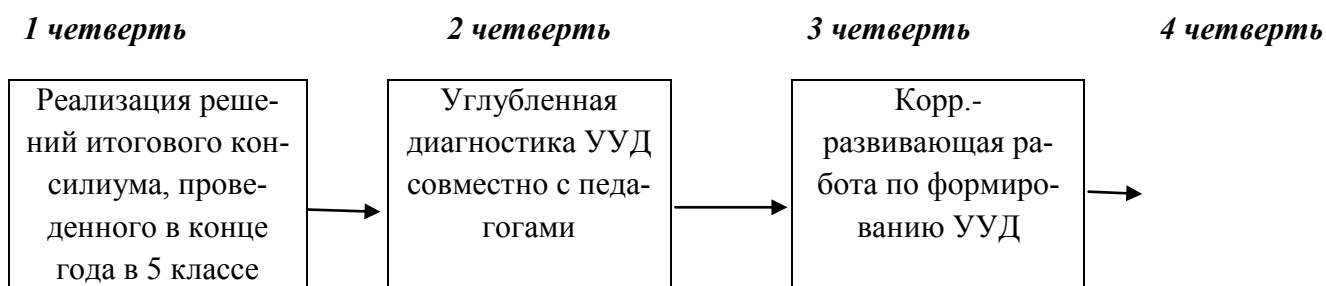 1 четверть 2 четверть 3 четверть 4 четверть
Реализация реше-
ний итогового кон-
силиума, прове-
денного в конце
года в 5 классе
Углубленная
диагностика УУД
совместно с педа-
гогами
Корр.-
развивающая ра-
бота по формиро-
ванию УУД